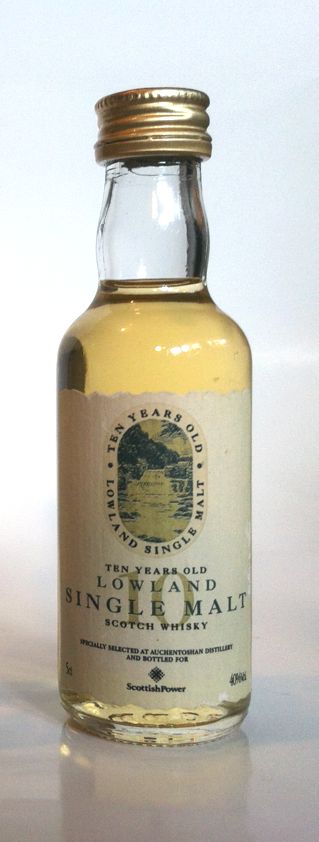 TEN YEARS OLD
LOWLAND SINGLE MALT
10
TEN YEARS OLD
LOWLAND
SINGLE MALT
SCOTCH WHISKY
SPECIALLY SELECTED AT AUCHENTOSHAN DISTILLERY
AND BOTTLED FOR
ScottishPower
5cl
40%vol